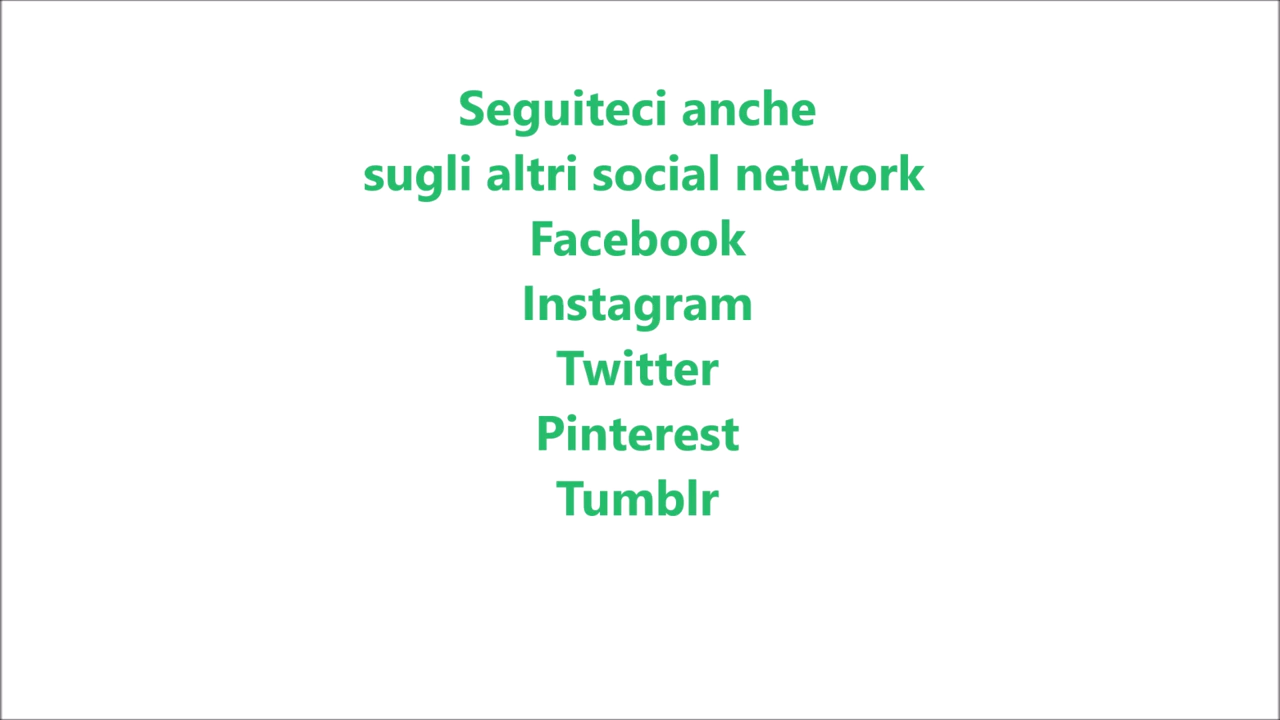 Seguiteci anche
sugli altri social network
Facebook
Instagram
Twitter
Pinterest
Tumblr